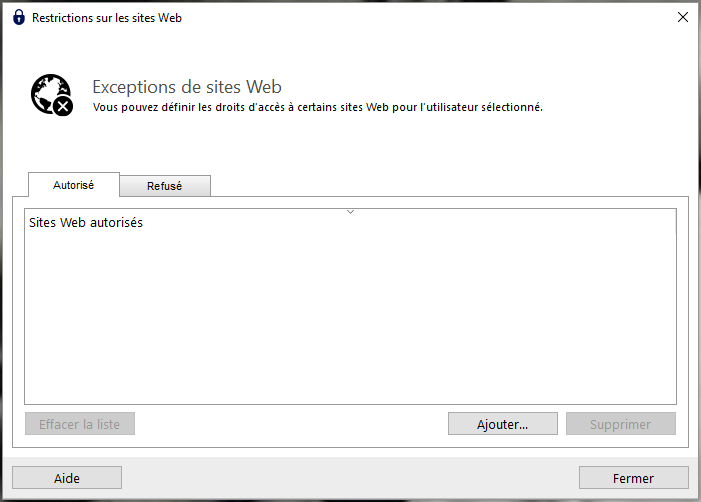 Restrictions sur les sites Web
Exceptions de sites Web
Vous pouvez définir les droits d'accès à certains sites Web pour l'utilisateur sélectionné.
Autorisé
Refusé
Sites Web autorisés
Effacer la liste
Ajouter...
Supprimer
Aide
Fermer